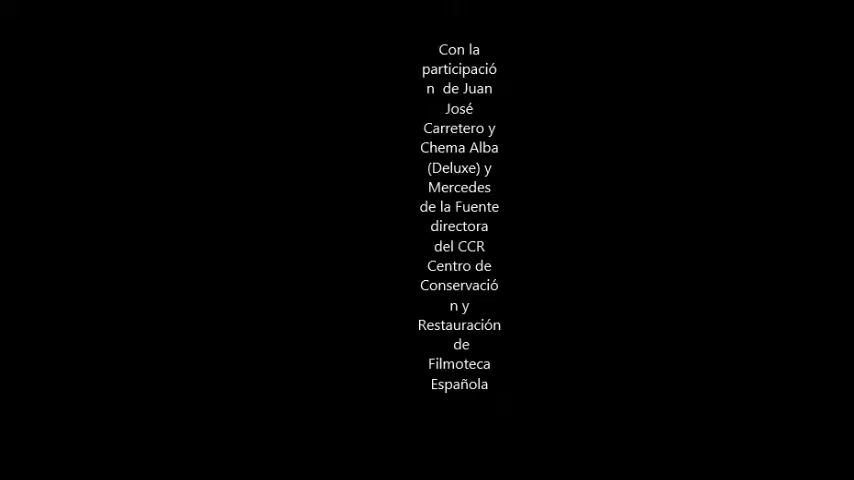 Con la
participació
n  de Juan
José
Carretero y
Chema Alba
(Deluxe) y
Mercedes
de la Fuente
directora
del CCR
Centro de
Conservació
n y
Restauración
de
Filmoteca
Española